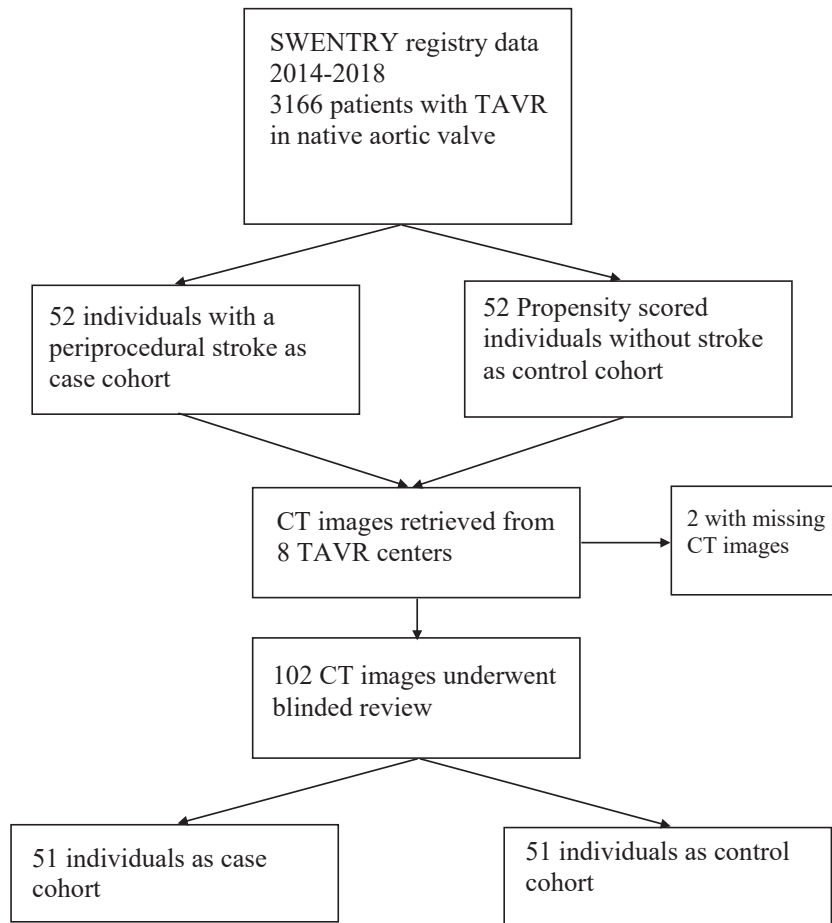 SWENTRY registry data
2014-2018
3166 patients with TAVR
in native aortic valve
52 individuals with a
periprocedural stroke as
case cohort
52 Propensity scored
individuals without stroke
as control cohort
CT images retrieved from
8 TAVR centers
2 with missing
CT images
102 CT images underwent
blinded review
51 individuals as case
cohort
51 individuals as control
cohort